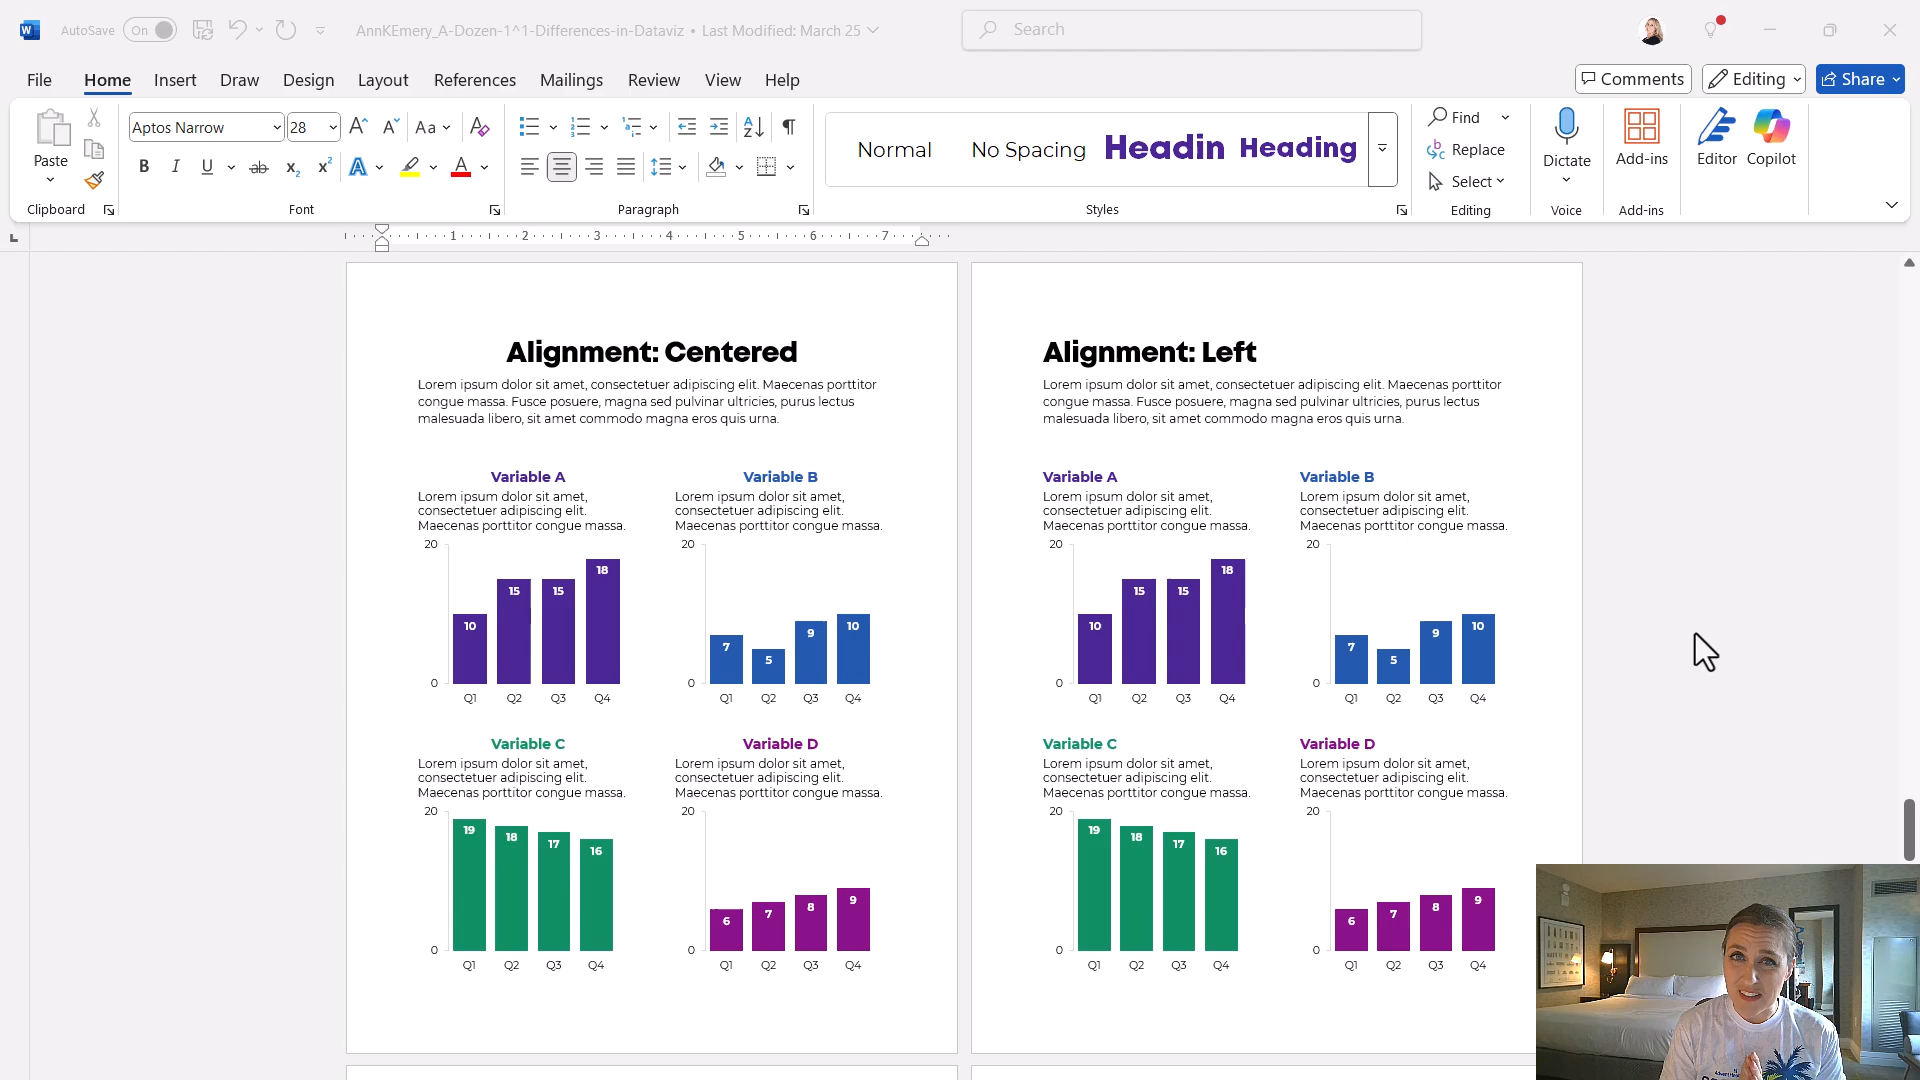 AutoSave On AnnKEmery_A-Dozen-1^1-Differences-in-Dataviz • Last Modified: March 25 Search
File Home Insert Draw Design Layout References Mailings Review View Help Comments Editing Share
Aptos Narrow 28 Aa
Paste
Clipboard Font Paragraph
Normal No Spacing Headin Heading
Styles
Find
Replace
Select
Editing
Dictate
Voice
Add-ins
Add-ins
Editor Copilot
1 2 3 4 5 6 7
Alignment: Centered
Lorem ipsum dolor sit amet, consectetuer adipiscing elit. Maecenas porttitor
congue massa. Fusce posuere, magna sed pulvinar ultricies, purus lectus
malesuada libero, sit amet commodo magna eros quis urna.
Variable A
Lorem ipsum dolor sit amet,
consectetuer adipiscing elit.
Maecenas porttitor congue massa.
20
10 15 15 18
0
Q1 Q2 Q3 Q4
Variable B
Lorem ipsum dolor sit amet,
consectetuer adipiscing elit.
Maecenas porttitor congue massa.
20
7 5 9 10
0
Q1 Q2 Q3 Q4
Variable C
Lorem ipsum dolor sit amet,
consectetuer adipiscing elit.
Maecenas porttitor congue massa.
20
19 18 17 16
0
Q1 Q2 Q3 Q4
Variable D
Lorem ipsum dolor sit amet,
consectetuer adipiscing elit.
Maecenas porttitor congue massa.
20
6 7 8 9
0
Q1 Q2 Q3 Q4
Alignment: Left
Lorem ipsum dolor sit amet, consectetuer adipiscing elit. Maecenas porttitor
congue massa. Fusce posuere, magna sed pulvinar ultricies, purus lectus
malesuada libero, sit amet commodo magna eros quis urna.
Variable A
Lorem ipsum dolor sit amet,
consectetuer adipiscing elit.
Maecenas porttitor congue massa.
20
10 15 15 18
0
Q1 Q2 Q3 Q4
Variable B
Lorem ipsum dolor sit amet,
consectetuer adipiscing elit.
Maecenas porttitor congue massa.
20
7 5 9 10
0
Q1 Q2 Q3 Q4
Variable C
Lorem ipsum dolor sit amet,
consectetuer adipiscing elit.
Maecenas porttitor congue massa.
20
19 18 17 16
0
Q1 Q2 Q3 Q4
Variable D
Lorem ipsum dolor sit amet,
consectetuer adipiscing elit.
Maecenas porttitor congue massa.
20
6 7 8 9
0
Q1 Q2 Q3 Q4